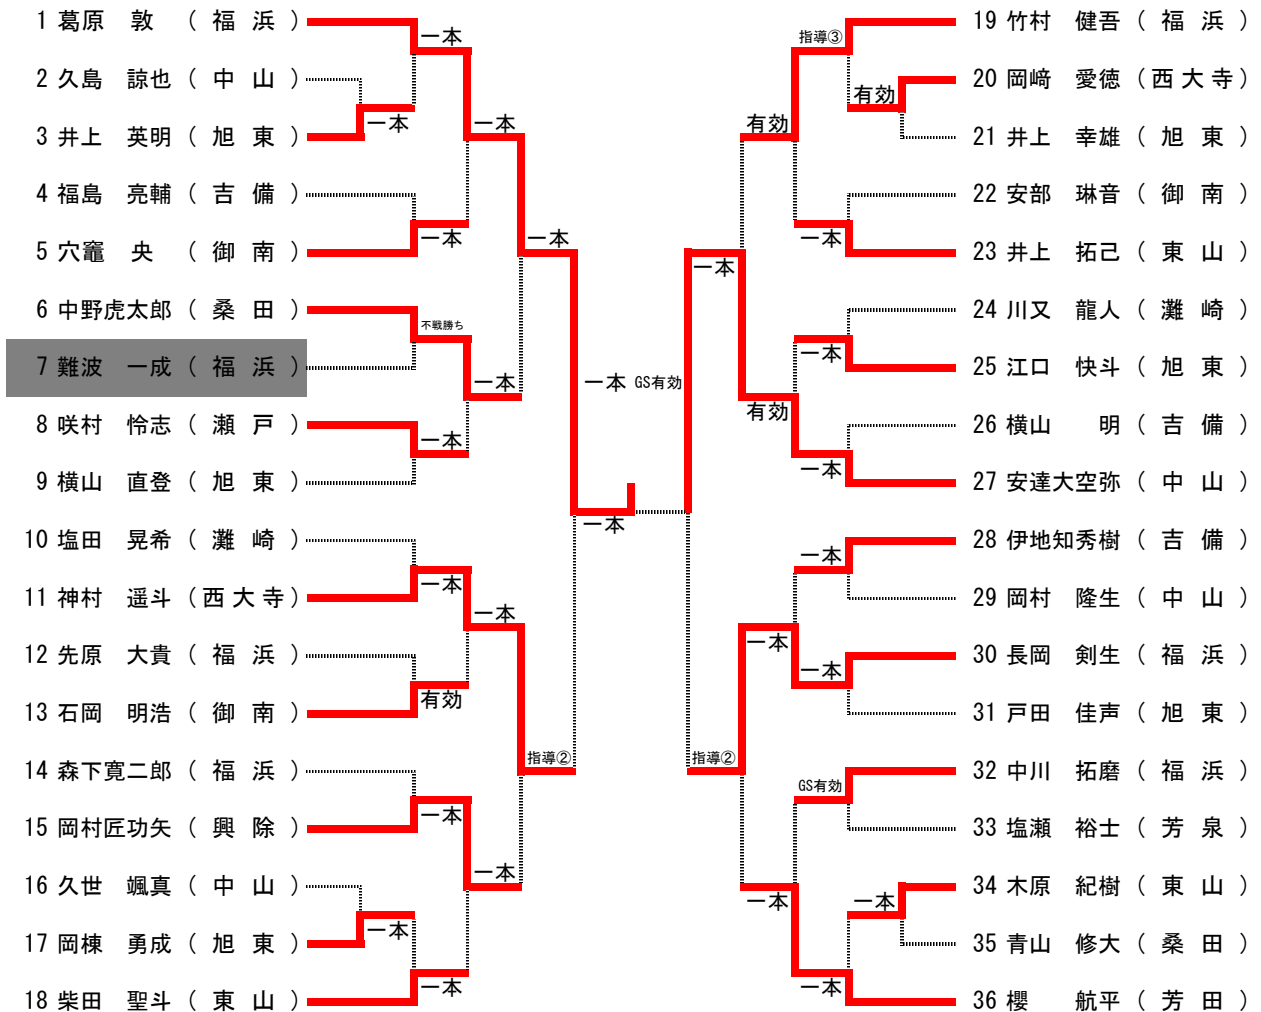 1 葛原 敦 ( 福 浜 )
2 久島 諒也 ( 中 山 )
3 井上 英明 ( 旭 東 )
4 福島 亮輔 ( 吉 備 )
5 穴竈 央 ( 御 南 )
6 中野虎太郎 ( 桑 田 )
7 難波 一成 ( 福 浜 )
8 咲村 怜志 ( 瀬 戸 )
9 横山 直登 ( 旭 東 )
10 塩田 晃希 ( 灘 崎 )
11 神村 遥斗 (西 大 寺)
12 先原 大貴 ( 福 浜 )
13 石岡 明浩 ( 御 南 )
14 森下寛二郎 ( 福 浜 )
15 岡村匠功矢 ( 興 除 )
16 久世 颯真 ( 中 山 )
17 岡棟 勇成 ( 旭 東 )
18 柴田 聖斗 ( 東 山 )
一本
一本
一本
一本
一本
不戦勝ち
一本
一本
一本
一本
有効
一本
指導②
一本
一本
一本
一本
一本
一本
GS有効
指導③
有効
有効
一本
一本
一本
有効
一本
一本
一本
一本
指導②
GS有効
一本
一本
一本
19 竹村 健吾 ( 福 浜 )
20 岡﨑 愛徳 (西 大 寺)
21 井上 幸雄 ( 旭 東 )
22 安部 琳音 ( 御 南 )
23 井上 拓己 ( 東 山 )
24 川又 龍人 ( 灘 崎 )
25 江口 快斗 ( 旭 東 )
26 横山 明 ( 吉 備 )
27 安達大空弥 ( 中 山 )
28 伊地知秀樹 ( 吉 備 )
29 岡村 隆生 ( 中 山 )
30 長岡 剣生 ( 福 浜 )
31 戸田 佳声 ( 旭 東 )
32 中川 拓磨 ( 福 浜 )
33 塩瀬 裕士 ( 芳 泉 )
34 木原 紀樹 ( 東 山 )
35 青山 修大 ( 桑 田 )
36 櫻 航平 ( 芳 田 )